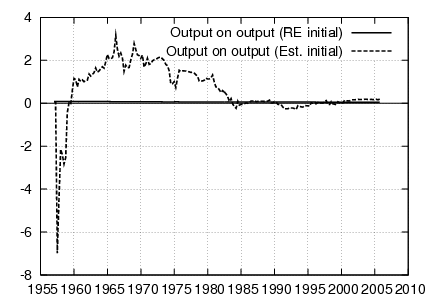 4
Output on output (RE initial)
Output on output (Est. initial)
2
0
-2
-4
-6
-8
1955 1960 1965 1970 1975 1980 1985 1990 1995 2000 2005 2010